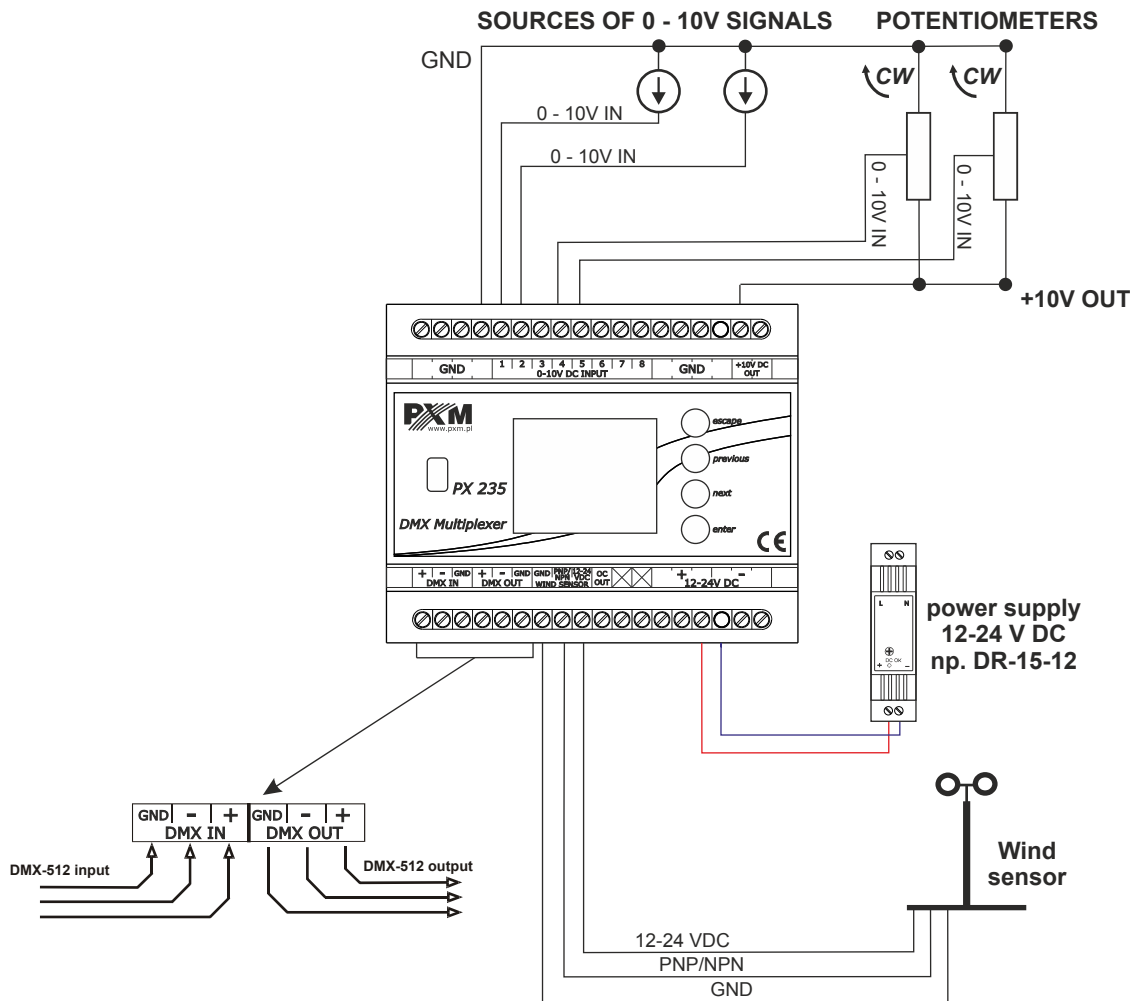 SOURCES OF 0 - 10V SIGNALS
POTENTIOMETERS
GND
CW
CW
0 - 10V IN
0 - 10V IN
0 - 10V IN
0 - 10V IN
+10V OUT
GND 1 2 3 4 5 6 7 8 GND +10V DC
0-10V DC INPUT OUT
PXM
www.pxm.pl
escape
previous
PX 235
next
DMX Multiplexer
enter
CE
+ - GND + - GND GND PNP/ 12-24 OC + -
NPN VDC OUT
DMX IN DMX OUT WIND SENSOR 12-24V DC
L N
DC OK
+ -
power supply
12-24 V DC
np. DR-15-12
GND - + GND - +
DMX IN DMX OUT
DMX-512 input
DMX-512 output
Wind
sensor
12-24 VDC
PNP/NPN
GND